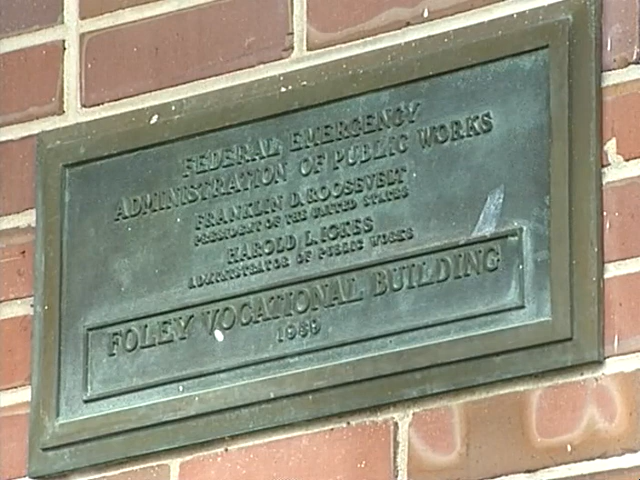 FEDERAL EMERGENCY
ADMINISTRATION OF PUBLIC WORKS
FRANKLIN D. ROOSEVELT
PRESIDENT OF THE UNITED STATES
HAROLD L. ICKES
ADMINISTRATOR OF PUBLIC WORKS
FOLEY VOCATIONAL BUILDING
1939